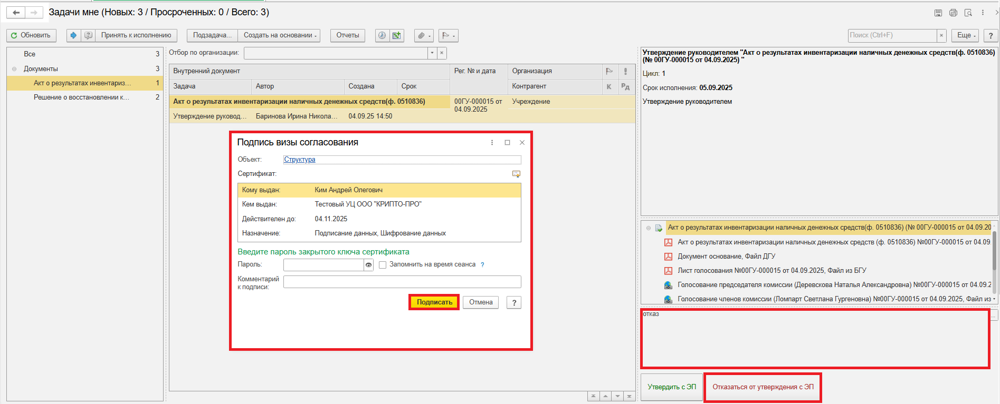 Задачи мне (Новых: 3 / Просроченных: 0 / Всего: 3)
Обновить
Принять к исполнению
Подзадача...
Создать на основании
Отчеты
Поиск (Ctrl+F)
×
Еще
?
Все 3
Документы 3
Акт о результатах инвентариз... 1
Решение о восстановлении к... 2
Отбор по организации:
Внутренний документ
Рег. № и дата
Организация
Задача
Автор
Создана
Срок
Контрагент
К
РД
Акт о результатах инвентаризации наличных денежных средств(ф. 0510836)
00ГУ-000015 от
04.09.2025
Учреждение
Утверждение руковод...
Баринова Ирина Никола...
04.09.25 14:50
Подпись визы согласования
Объект: Структура
Сертификат:
Кому выдан: Ким Андрей Олегович
Кем выдан: Тестовый УЦ ООО "КРИПТО-ПРО"
Действителен до: 04.11.2025
Назначение: Подписание данных, Шифрование данных
Введите пароль закрытого ключа сертификата
Пароль:
Запомнить на время сеанса ?
Комментарий
к подписи:
Подписать
Отмена
?
Утверждение руководителем "Акт о результатах инвентаризации наличных денежных средств(ф. 0510836)
(№ 00ГУ-000015 от 04.09.2025) "
Цикл: 1
Срок исполнения: 05.09.2025
Утверждение руководителем
Акт о результатах инвентаризации наличных денежных средств(ф. 0510836) (№ 00ГУ-000015 от 04.09.20
Акт о результатах инвентаризации наличных денежных средств (ф. 0510836) №00ГУ-000015 от 04.09.
Документ основание, Файл ДГУ
Лист голосования №00ГУ-000015 от 04.09.2025, Файл из БГУ
Голосование председателя комиссии (Деревскова Наталья Александровна) №00ГУ-000015 от 04.09.2
Голосование членов комиссии (Ломпарт Светлана Гургеновна) №00ГУ-000015 от 04.09.2025, Файл из
отказ
...
Утвердить с ЭП
Отказаться от утверждения с ЭП